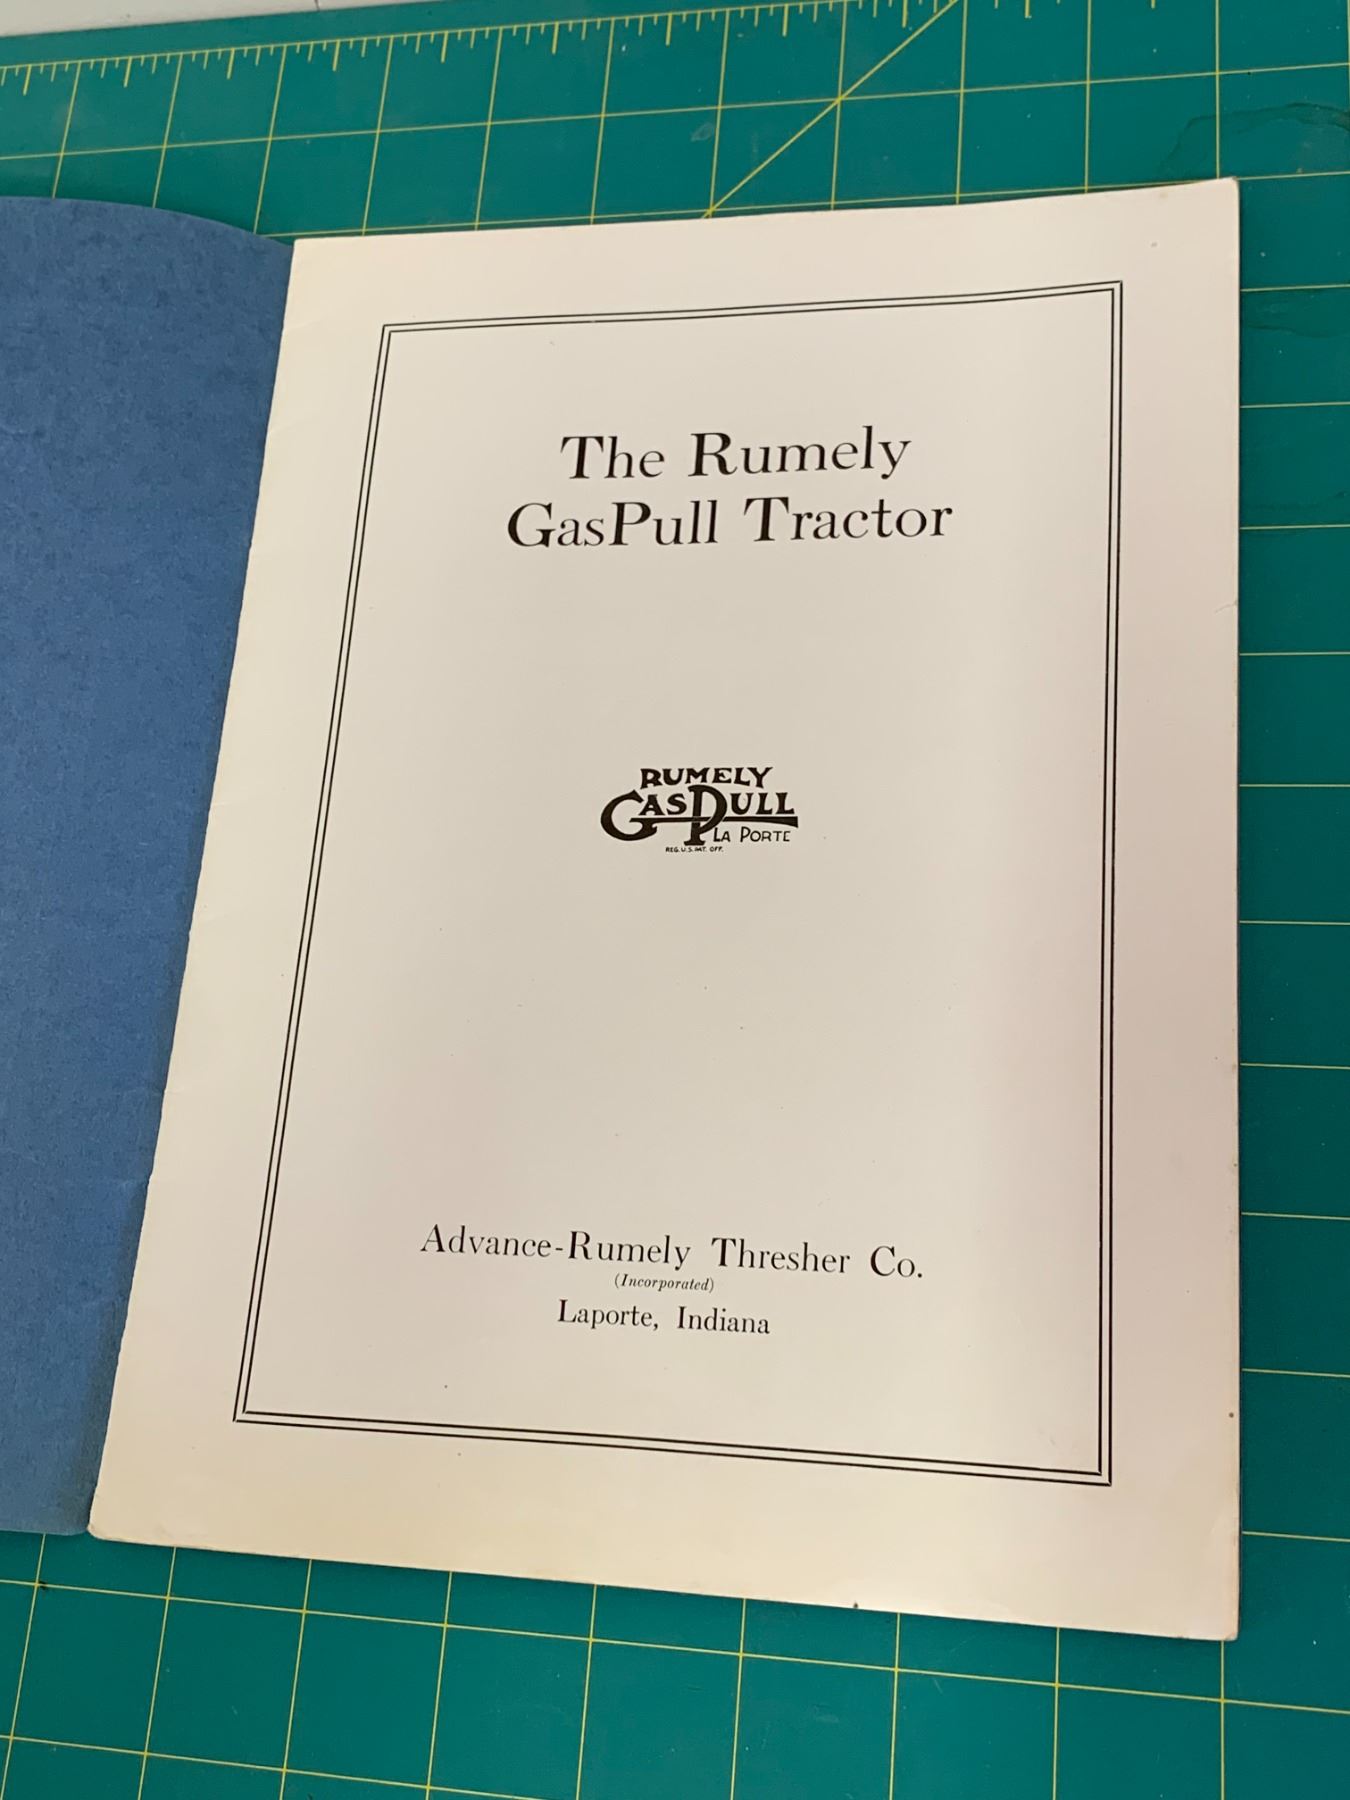 The Rumely
GasPull Tractor
RUMELY
GASPULL
LA PORTE
REG. U.S. PAT. OFF.
Advance-Rumely Thresher Co.
(Incorporated)
Laporte, Indiana